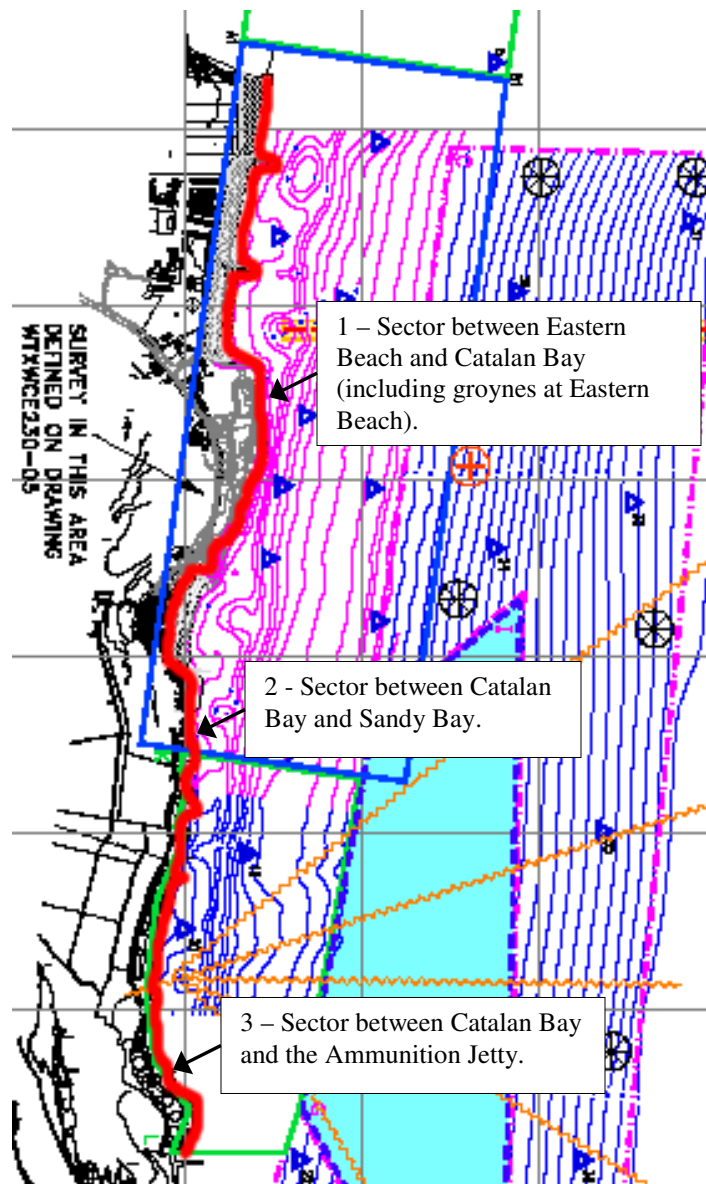 1 – Sector between Eastern
Beach and Catalan Bay
(including groynes at Eastern
Beach).
SURVEY IN THIS AREA
DEFINED ON DRAWING
WTXWCE230-05
2 - Sector between Catalan
Bay and Sandy Bay.
3 – Sector between Catalan Bay
and the Ammunition Jetty.